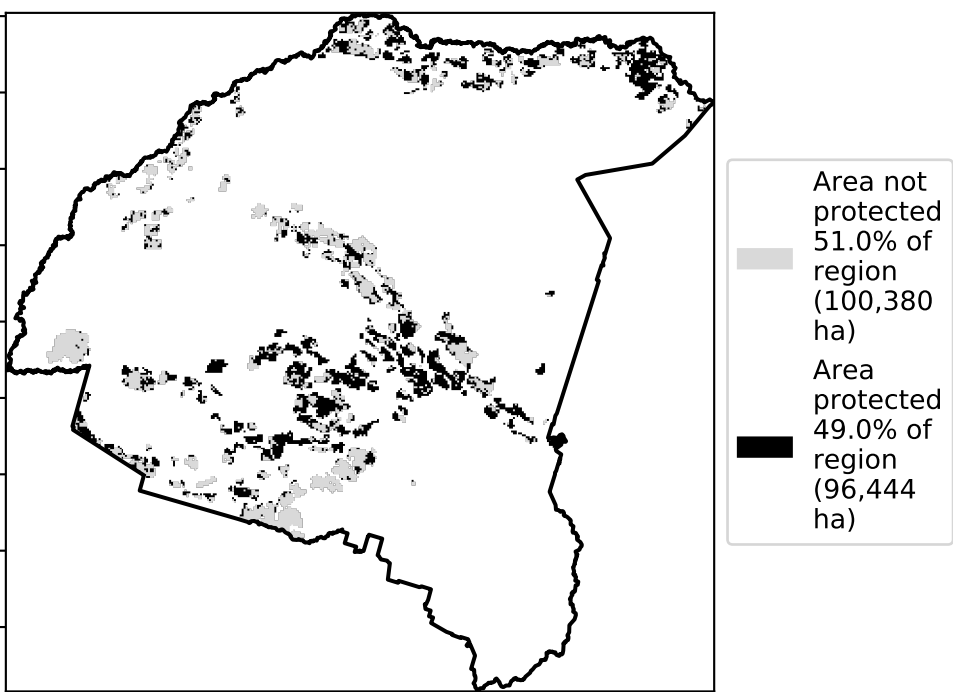 Area not
protected
51.0% of
region
(100,380
ha)
Area
protected
49.0% of
region
(96,444
ha)